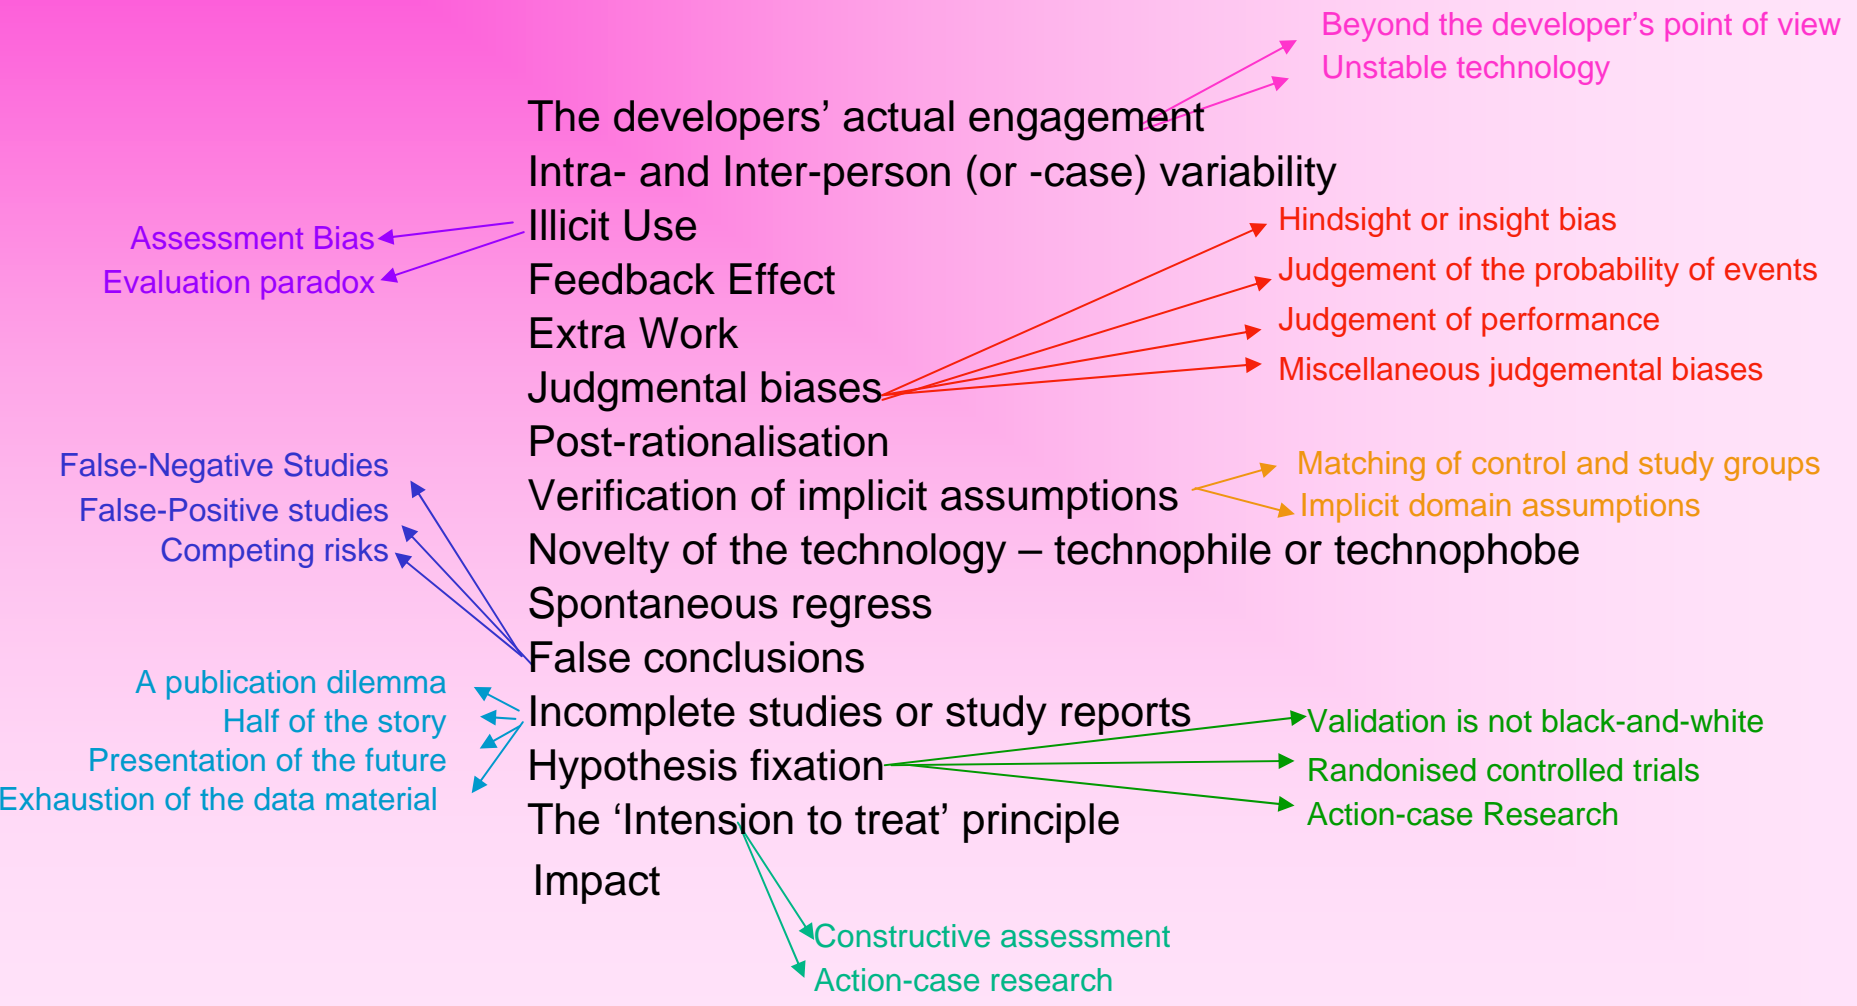 Beyond the developer’s point of view
Unstable technology
The developers’ actual engagement
Intra- and Inter-person (or -case) variability
Illicit Use
Assessment Bias
Evaluation paradox
Feedback Effect
Extra Work
Judgmental biases
Hindsight or insight bias
Judgement of the probability of events
Judgement of performance
Miscellaneous judgemental biases
Post-rationalisation
Verification of implicit assumptions
Matching of control and study groups
Implicit domain assumptions
Novelty of the technology – technophile or technophobe
Spontaneous regress
False conclusions
False-Negative Studies
False-Positive studies
Competing risks
Incomplete studies or study reports
A publication dilemma
Half of the story
Presentation of the future
Exhaustion of the data material
Hypothesis fixation
Validation is not black-and-white
Randonised controlled trials
Action-case Research
The ‘Intension to treat’ principle
Impact
Constructive assessment
Action-case research